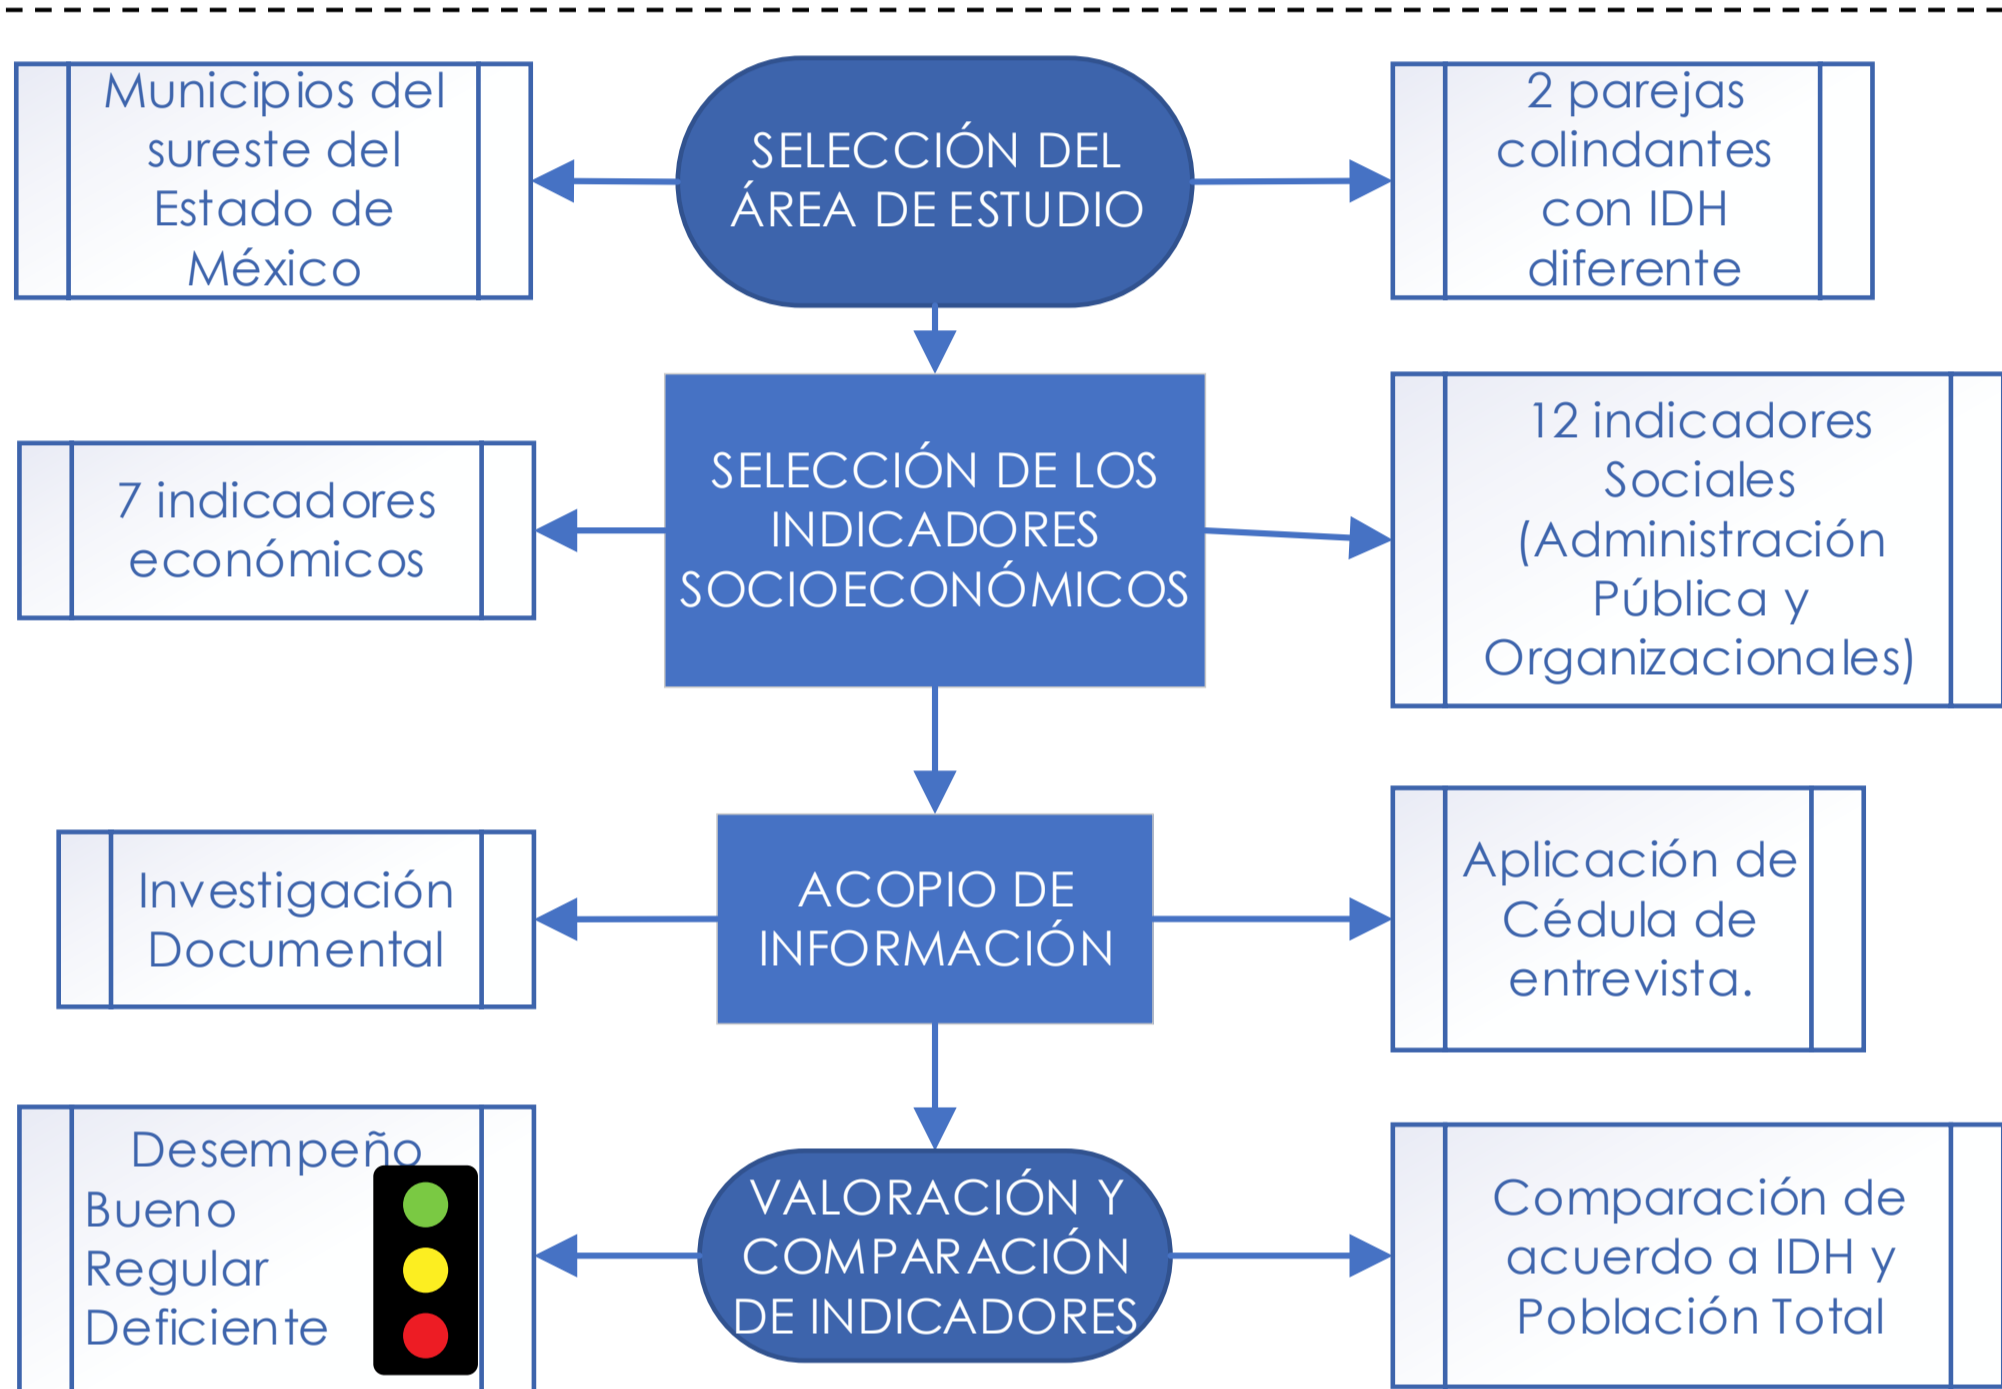 Municipios del
sureste del
Estado de
México
SELECCIÓN DEL
ÁREA DE ESTUDIO
2 parejas
colindantes
con IDH
diferente
7 indicadores
económicos
SELECCIÓN DE LOS
INDICADORES
SOCIOECONÓMICOS
12 indicadores
Sociales
(Administración
Pública y
Organizacionales)
Investigación
Documental
ACOPIO DE
INFORMACIÓN
Aplicación de
Cédula de
entrevista.
Desempeño
Bueno
Regular
Deficiente
VALORACIÓN Y
COMPARACIÓN
DE INDICADORES
Comparación de
acuerdo a IDH y
Población Total